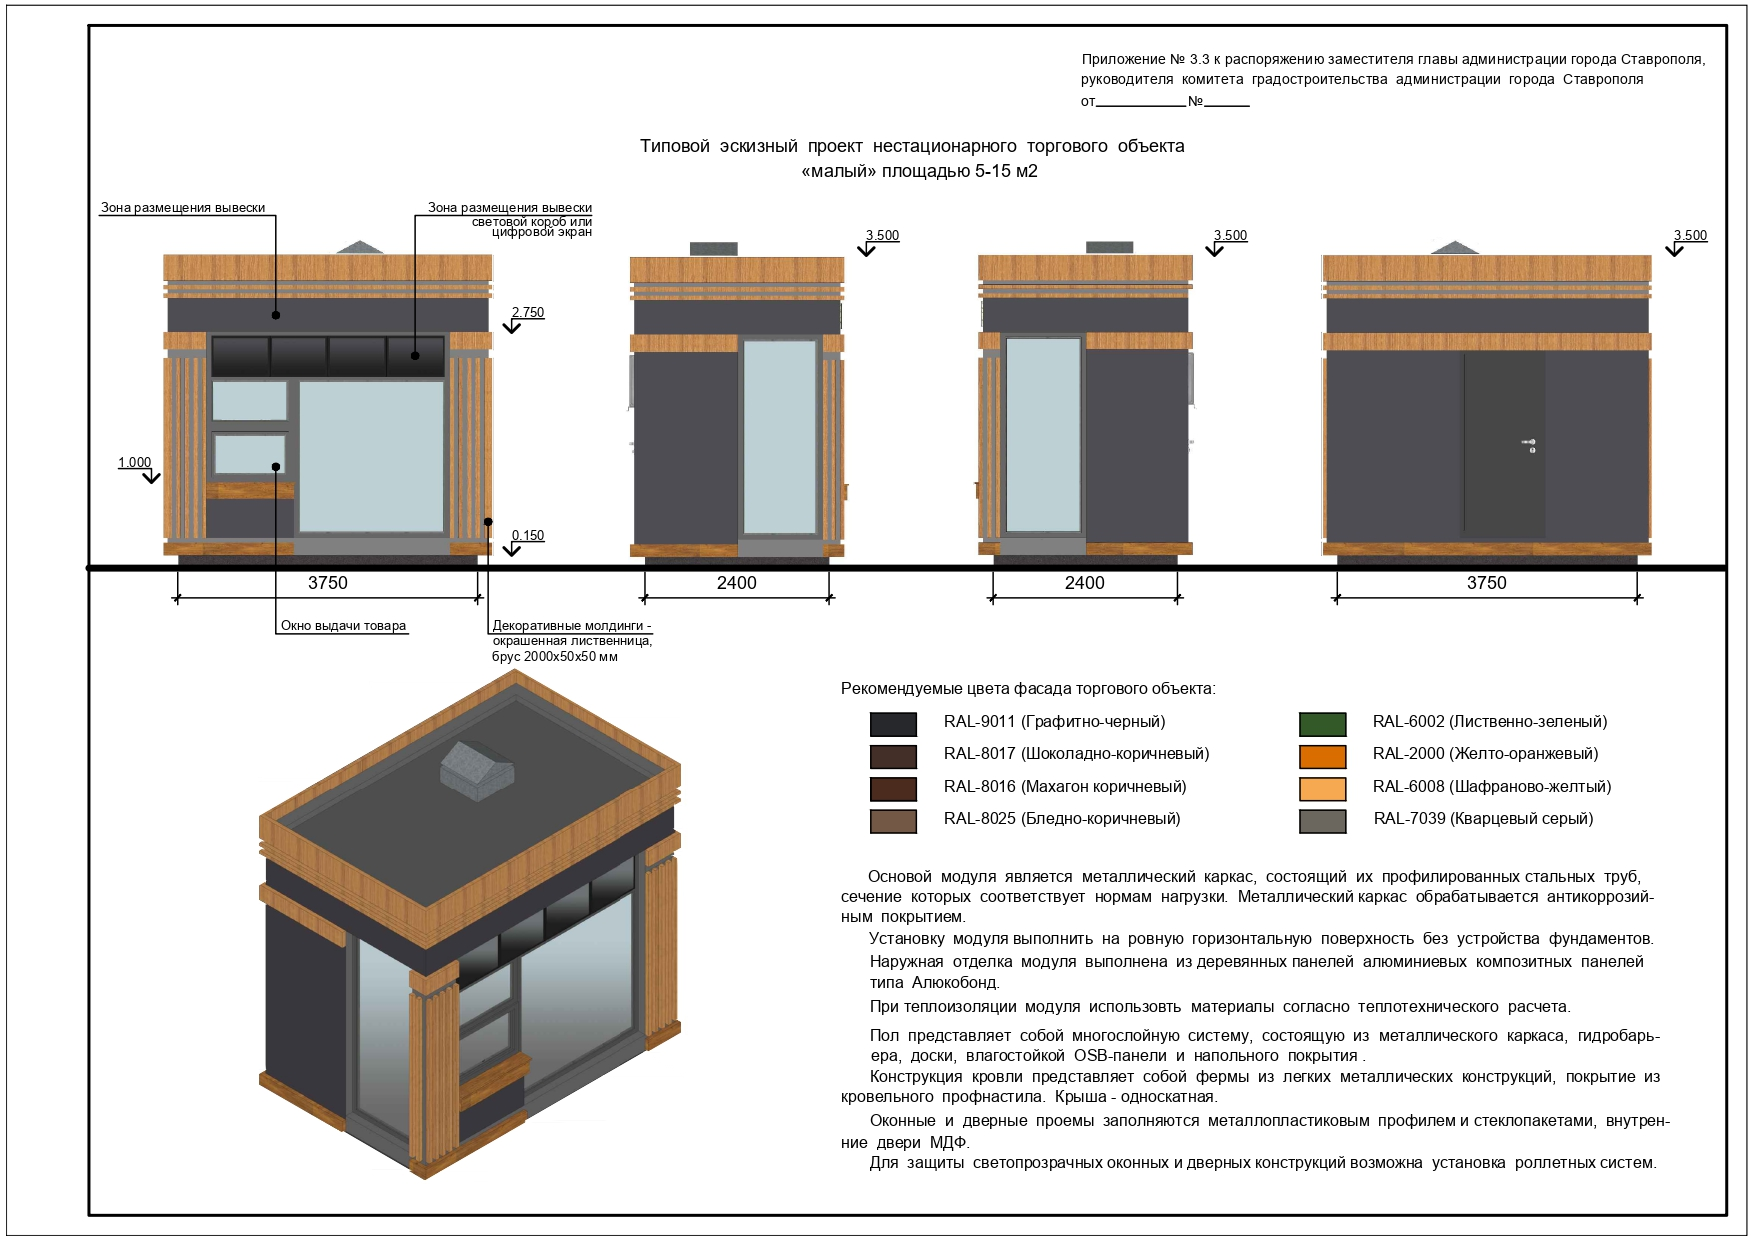 Приложение № 3.3 к распоряжению заместителя главы администрации города Ставрополя,
руководителя комитета градостроительства администрации города Ставрополя
от___________№______
Типовой эскизный проект нестационарного торгового объекта
«малый» площадью 5-15 м2
Зона размещения вывески
Зона размещения вывески
световой короб или
цифровой экран
3.500
3.500
3.500
2.750
1.000
0.150
3750
2400
2400
3750
Окно выдачи товара
Декоративные молдинги -
окрашенная лиственница,
брус 2000х50х50 мм
Рекомендуемые цвета фасада торгового объекта:
RAL-9011 (Графитно-черный)
RAL-8017 (Шоколадно-коричневый)
RAL-8016 (Махагон коричневый)
RAL-8025 (Бледно-коричневый)
RAL-6002 (Лиственно-зеленый)
RAL-2000 (Желто-оранжевый)
RAL-6008 (Шафраново-желтый)
RAL-7039 (Кварцевый серый)
Основой модуля является металлический каркас, состоящий их профилированных стальных труб,
сечение которых соответствует нормам нагрузки. Металлический каркас обрабатывается антикоррозий-
ным покрытием.
Установку модуля выполнить на ровную горизонтальную поверхность без устройства фундаментов.
Наружная отделка модуля выполнена из деревянных панелей алюминиевых композитных панелей
типа Алюкобонд.
При теплоизоляции модуля использовть материалы согласно теплотехнического расчета.
Пол представляет собой многослойную систему, состоящую из металлического каркаса, гидробарь-
ера, доски, влагостойкой OSB-панели и напольного покрытия .
Конструкция кровли представляет собой фермы из легких металлических конструкций, покрытие из
кровельного профнастила. Крыша - односкатная.
Оконные и дверные проемы заполняются металлопластиковым профилем и стеклопакетами, внутрен-
ние двери МДФ.
Для защиты светопрозрачных оконных и дверных конструкций возможна установка роллетных систем.